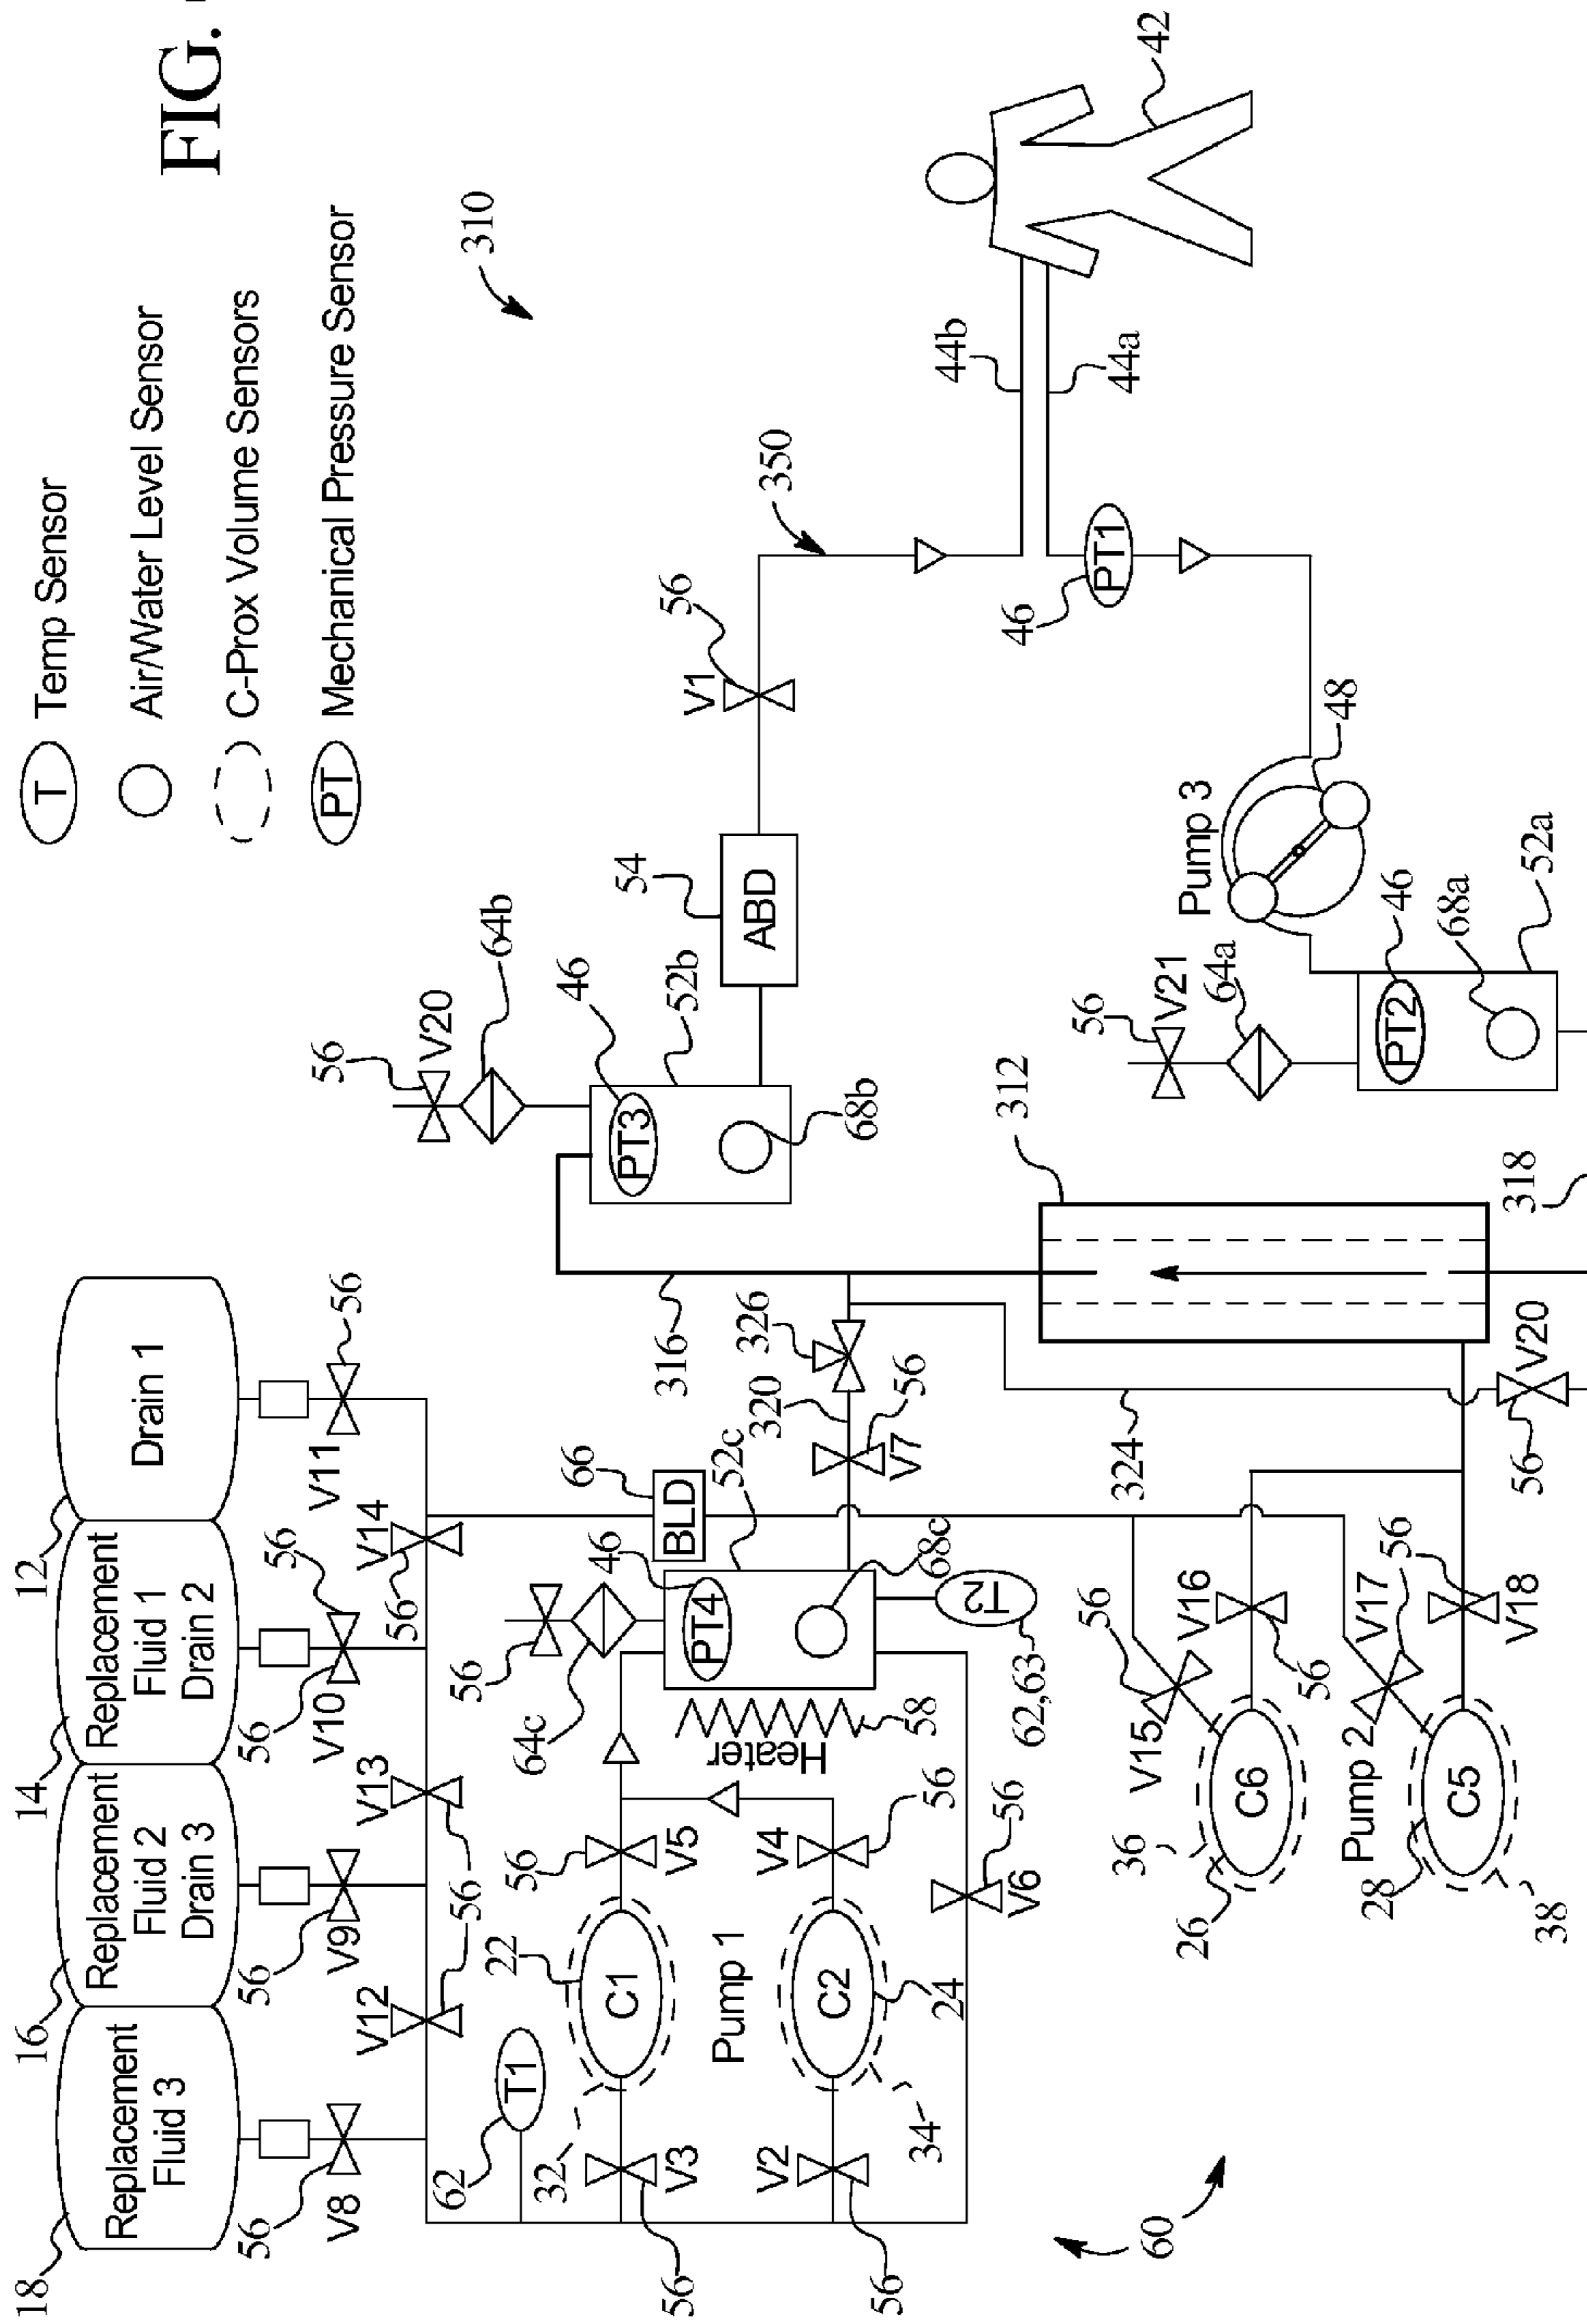 FIG.
T Temp Sensor
Air/Water Level Sensor
C-Prox Volume Sensors
PT Mechanical Pressure Sensor
310
18
16
14
12
Replacement
Fluid 3
Replacement
Fluid 2
Drain 3
Replacement
Fluid 1
Drain 2
Drain 1
56
V8
56
V9
56
V10
56
V11
56
V12
56
V13
56
V14
56
62
T1
66
BLD
56
V20
64b
46
PT3
52b
68b
54
ABD
V1
56
350
44b
44a
42
46
PT1
32
22
C1
V3
56
56
V5
Pump 1
V2
56
34
C2
24
V4
56
V6
56
64c
56
46
PT4
52c
68c
Heater
58
T2
62,63
316
320
326
V7
56
324
312
318
60
36
26
C6
V15
56
V16
56
Pump 2
28
C5
38
V17
56
V18
56
V20
56
56
V21
64a
PT2
46
68a
52a
Pump 3
48